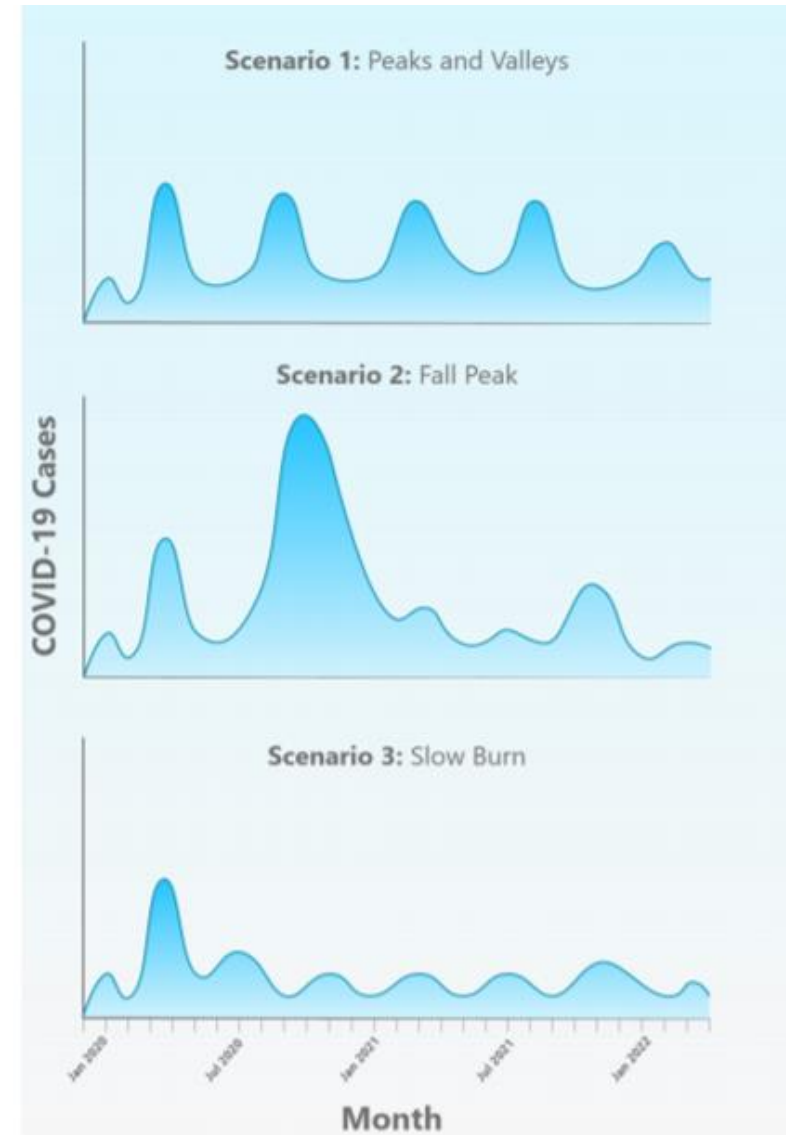 Scenario 1: Peaks and Valleys
Scenario 2: Fall Peak
COVID-19 Cases
Scenario 3: Slow Burn
Jan 2020
Jul 2020
Jan 2021
Jul 2021
Jan 2022
Month